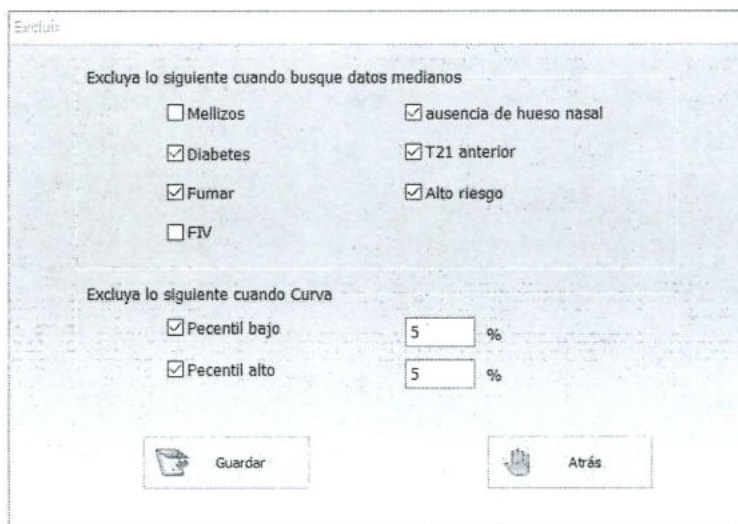 Excluir
Excluya lo siguiente cuando busque datos medianos
Mellizos
ausencia de hueso nasal
Diabetes
T21 anterior
Fumar
Alto riesgo
FIV
Excluya lo siguiente cuando Curva
Pecentil bajo 5 %
Pecentil alto 5 %
Guardar
Atrás